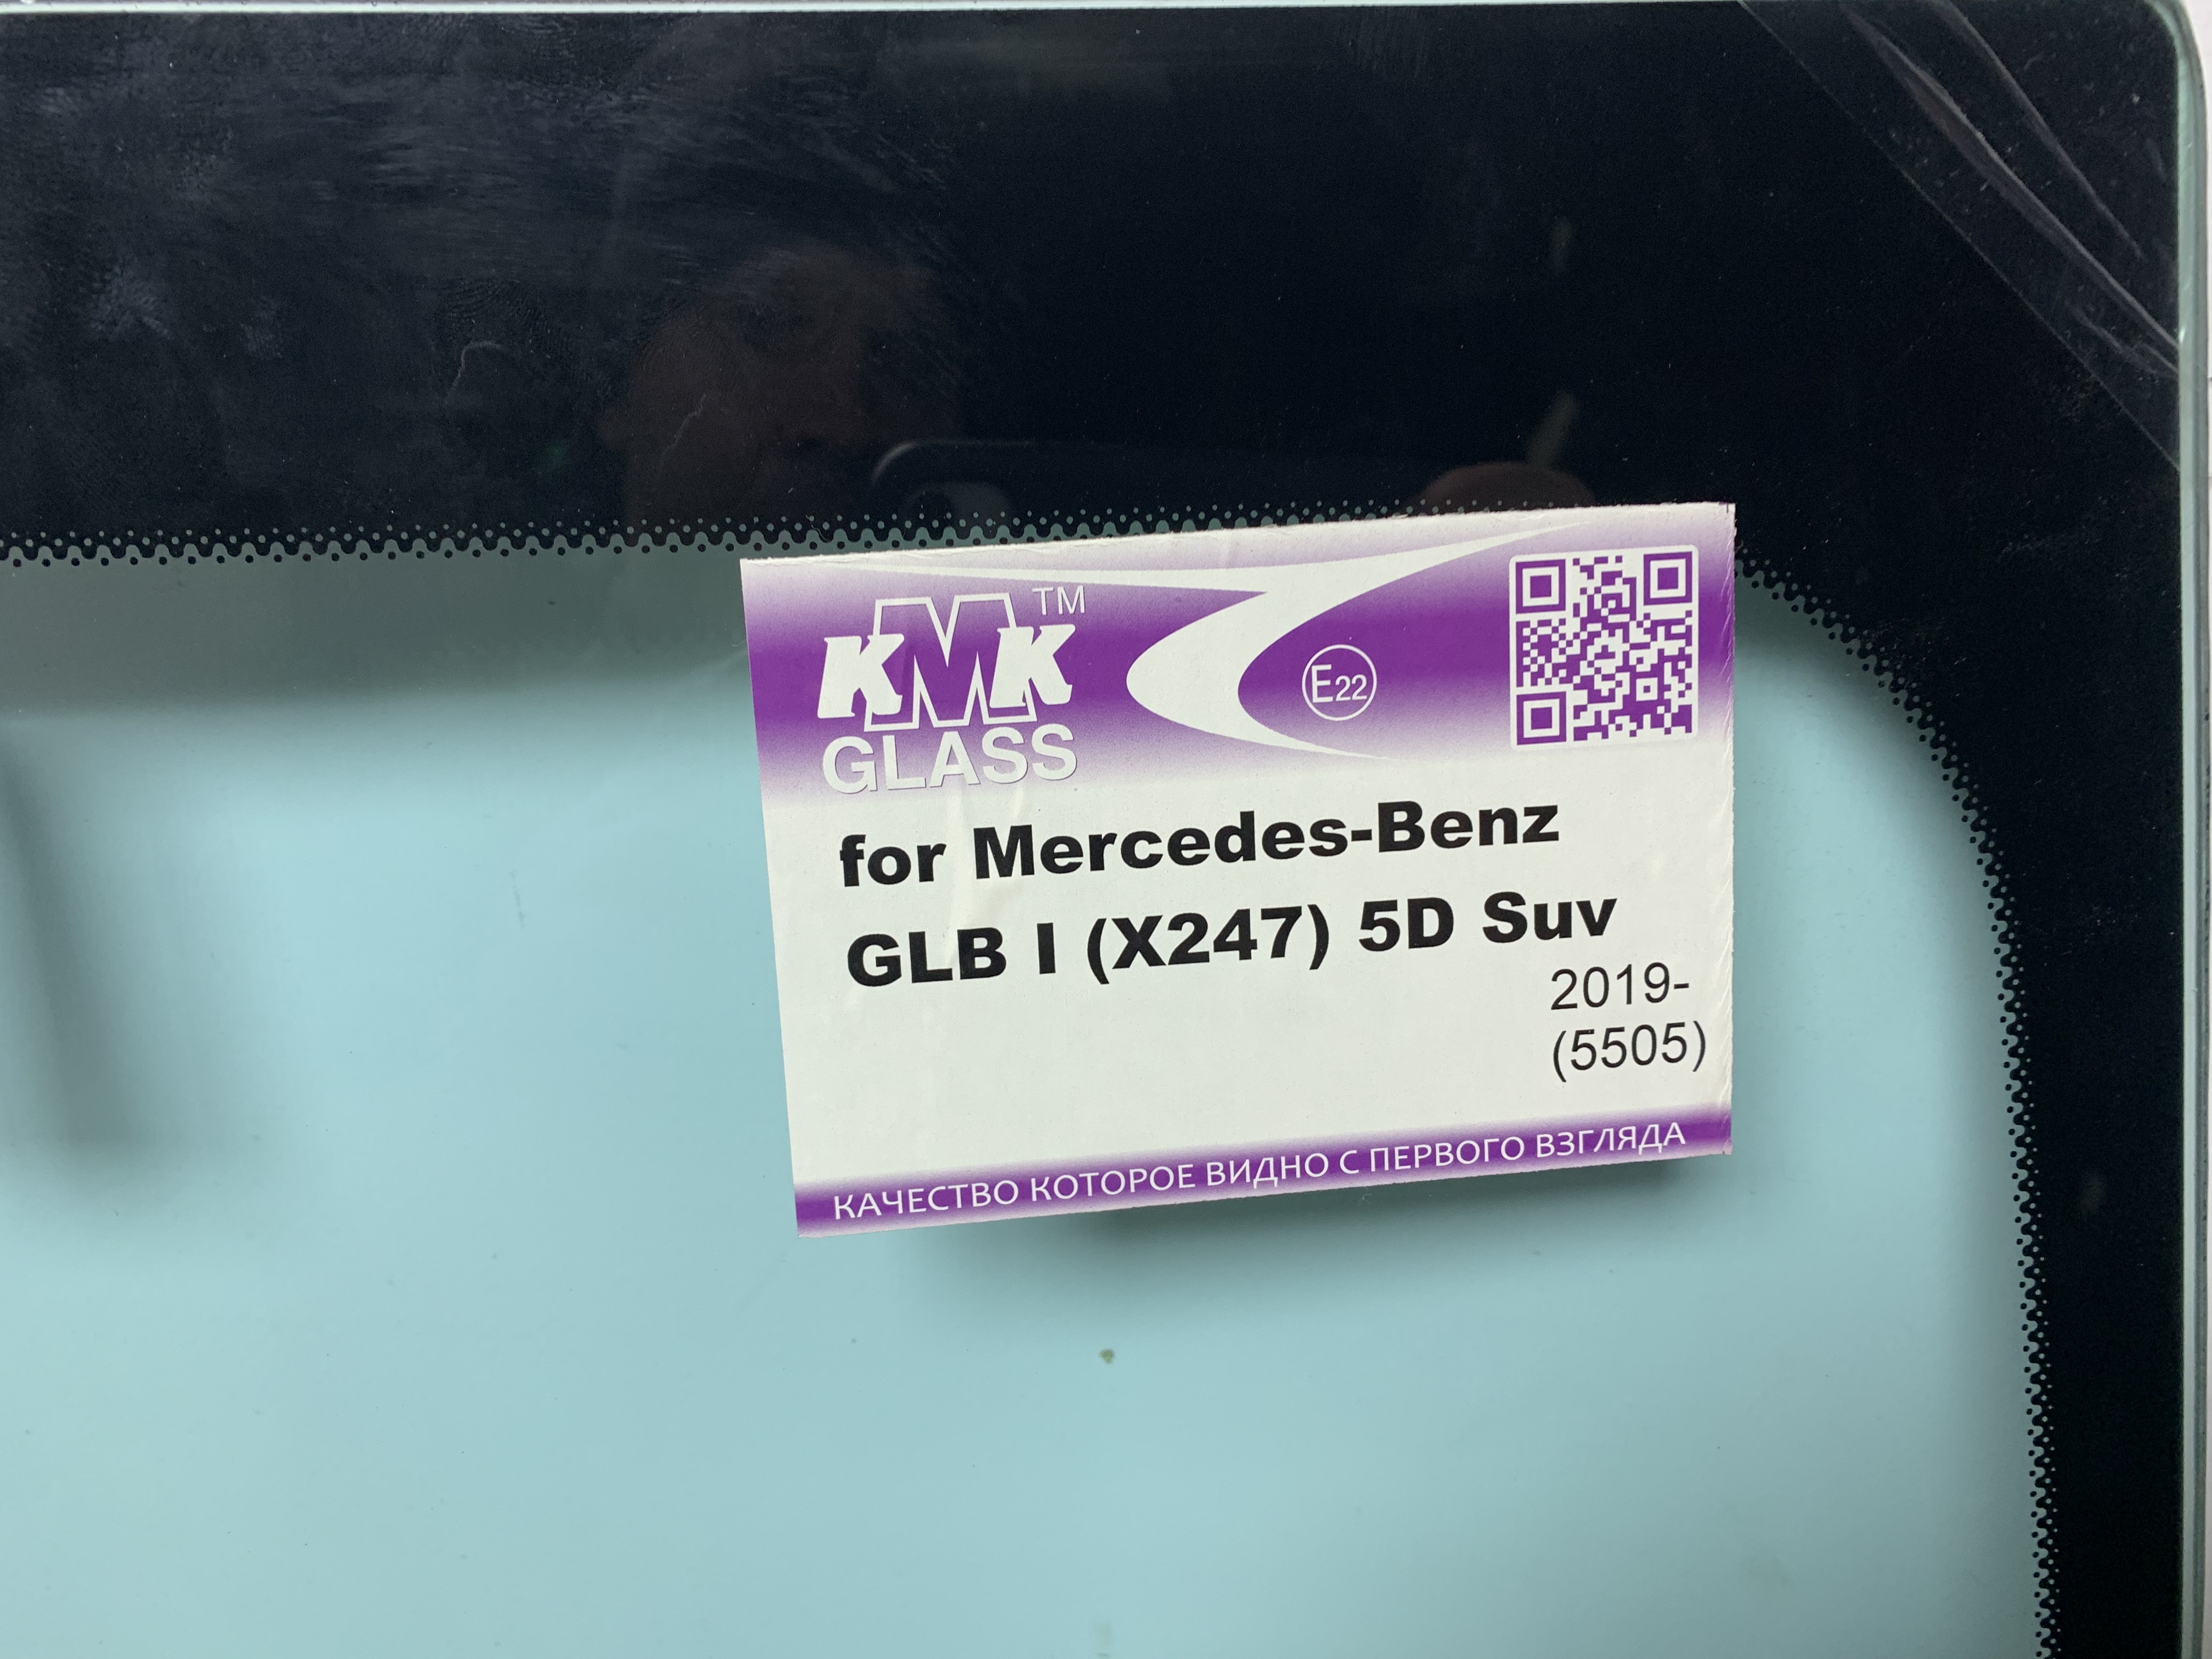 KMK™
GLASS
E22
for Mercedes-Benz
GLB I (X247) 5D Suv
2019-
(5505)
КАЧЕСТВО КОТОРОЕ ВИДНО С ПЕРВОГО ВЗГЛЯДА